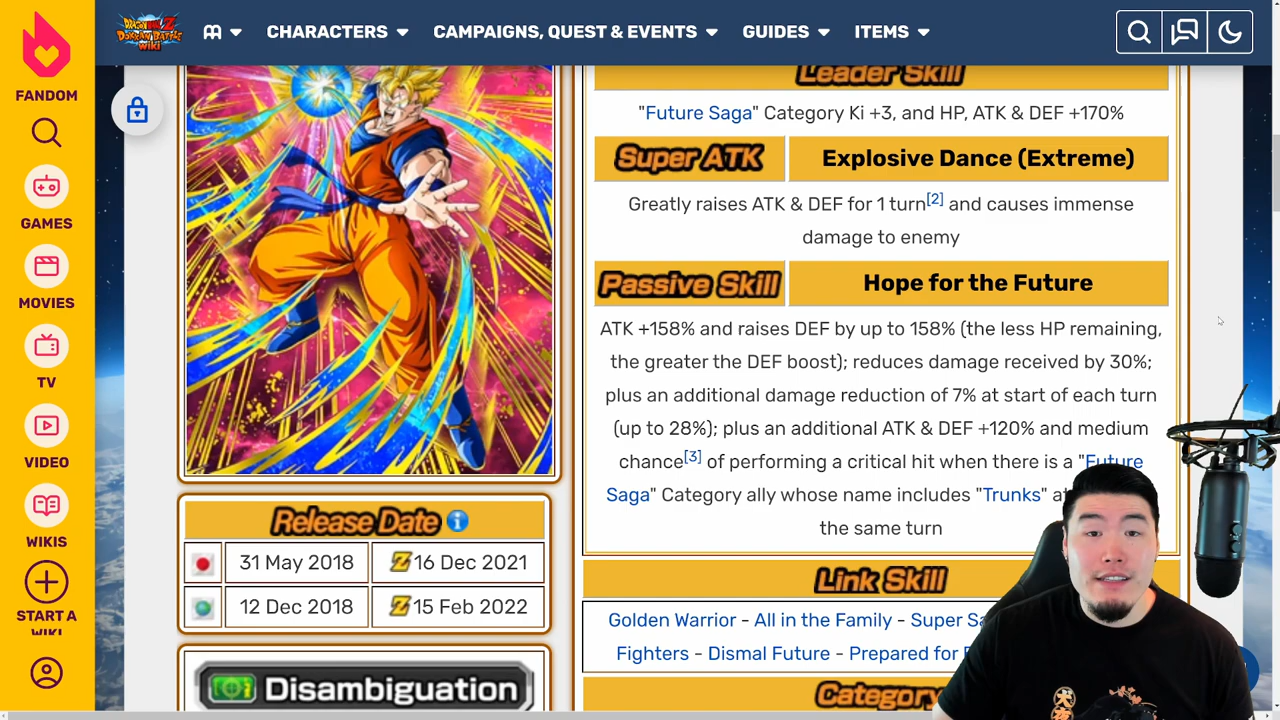 FANDOM
GAMES
MOVIES
TV
VIDEO
WIKIS
START A
WIKI
DRAGON BALL Z
DOKKAN BATTLE
WIKI
CHARACTERS
CAMPAIGNS, QUEST & EVENTS
GUIDES
ITEMS
Release Date
31 May 2018
Z 16 Dec 2021
12 Dec 2018
Z 15 Feb 2022
Disambiguation
Leader Skill
"Future Saga" Category Ki +3, and HP, ATK & DEF +170%
Super ATK
Explosive Dance (Extreme)
Greatly raises ATK & DEF for 1 turn[2] and causes immense
damage to enemy
Passive Skill
Hope for the Future
ATK +158% and raises DEF by up to 158% (the less HP remaining,
the greater the DEF boost); reduces damage received by 30%;
plus an additional damage reduction of 7% at start of each turn
(up to 28%); plus an additional ATK & DEF +120% and medium
chance[3] of performing a critical hit when there is a "Future
Saga" Category ally whose name includes "Trunks"
the same turn
Link Skill
Golden Warrior - All in the Family - Super
Fighters - Dismal Future - Prepared for
Category